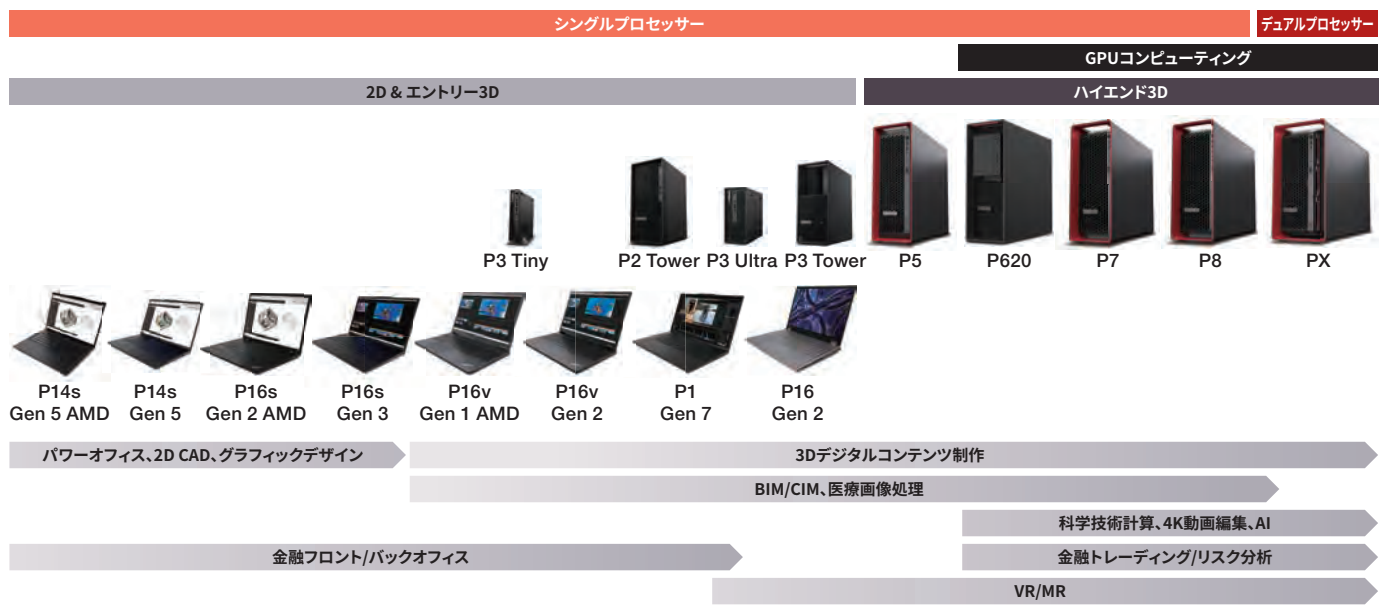 シングルプロセッサー
デュアルプロセッサー
GPUコンピューティング
2D & エントリー3D
ハイエンド3D
P3 Tiny
P2 Tower
P3 Ultra
P3 Tower
P5
P620
P7
P8
PX
P14s
Gen 5 AMD
P14s
Gen 5
P16s
Gen 2 AMD
P16s
Gen 3
P16v
Gen 1 AMD
P16v
Gen 2
P1
Gen 7
P16
Gen 2
パワーオフィス、2D CAD、グラフィックデザイン
3Dデジタルコンテンツ制作
BIM/CIM、医療画像処理
科学技術計算、4K動画編集、AI
金融フロント/バックオフィス
金融トレーディング/リスク分析
VR/MR